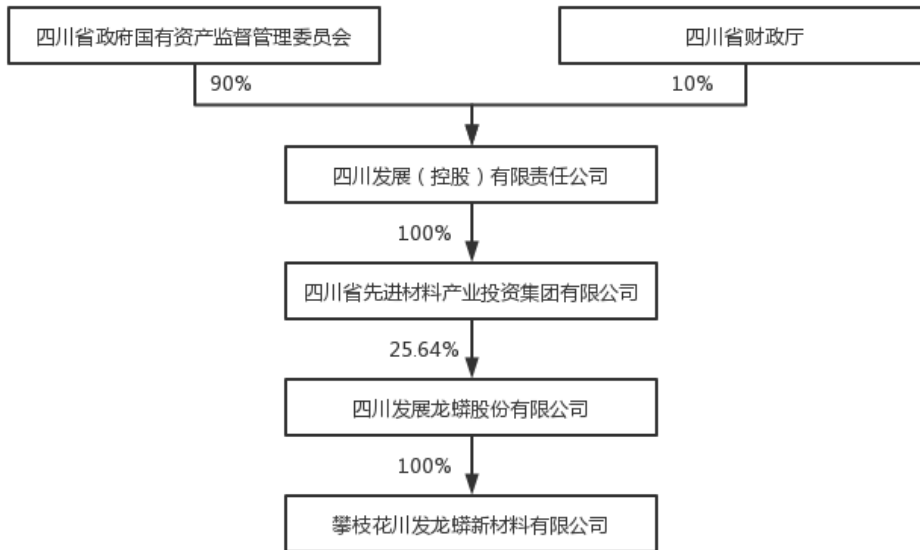 四川省政府国有资产监督管理委员会
四川省财政厅
90%
10%
四川发展（控股）有限责任公司
100%
四川省先进材料产业投资集团有限公司
25.64%
四川发展龙蟒股份有限公司
100%
攀枝花川发龙蟒新材料有限公司